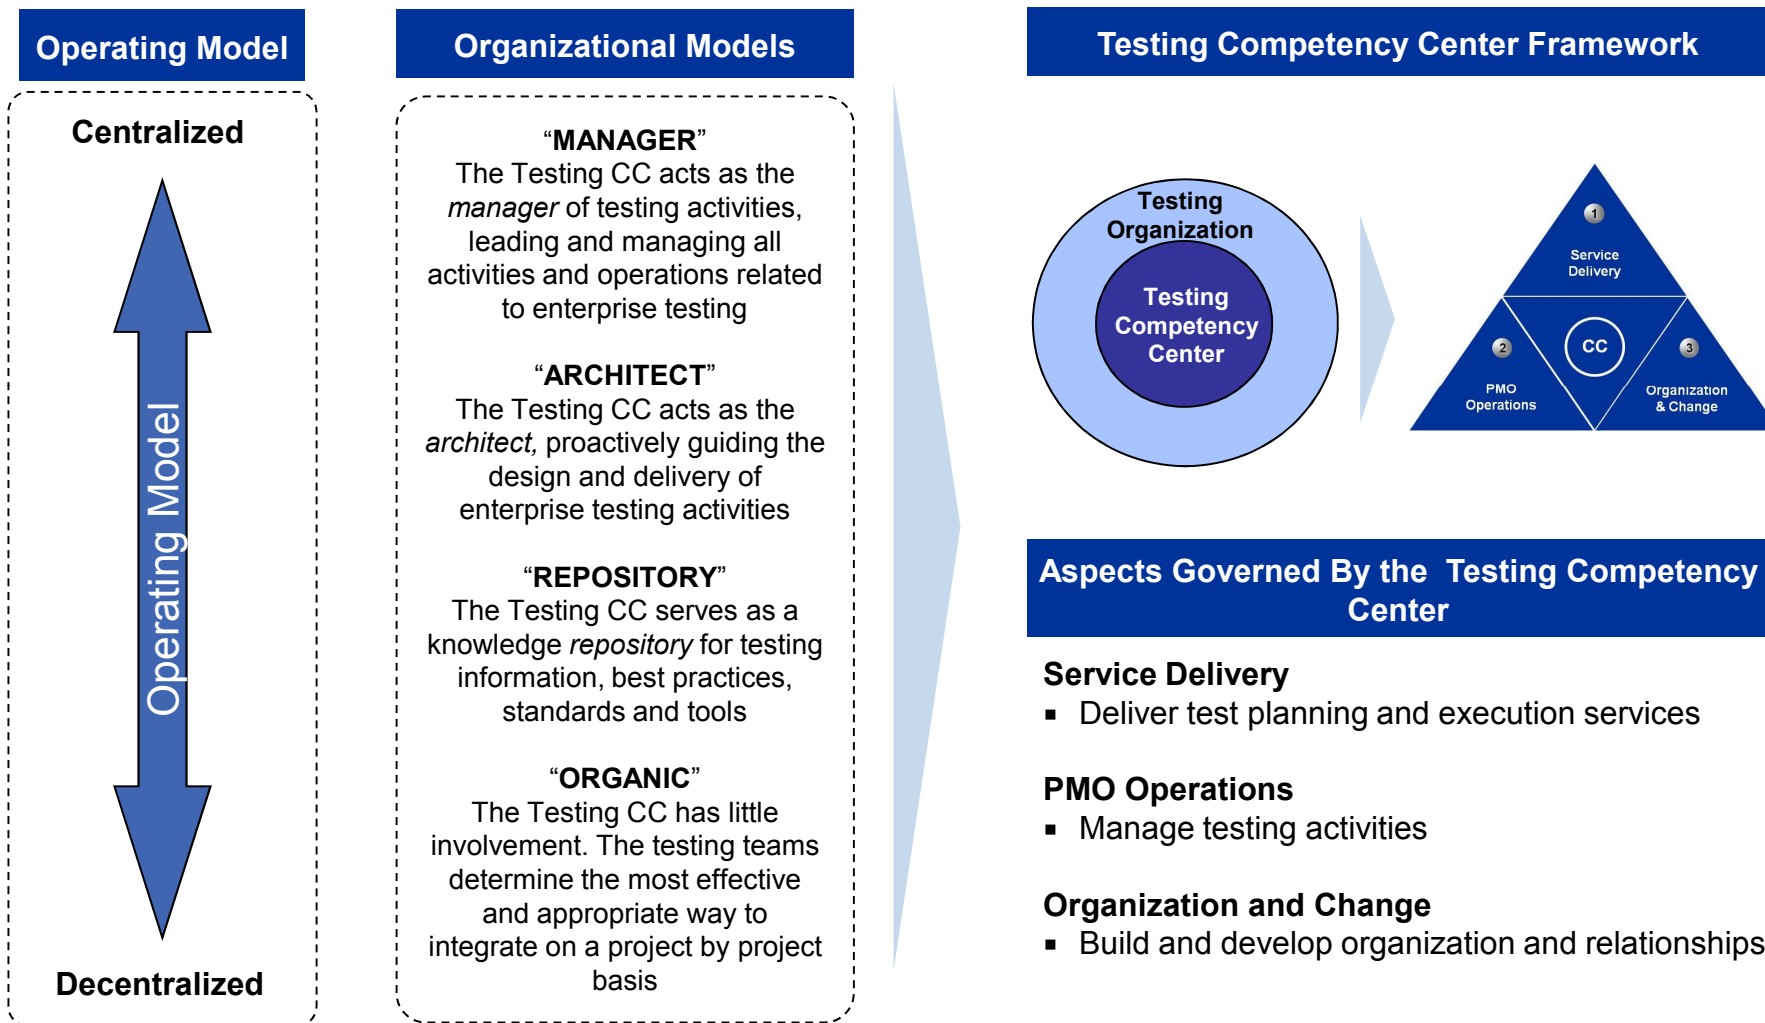 Operating Model
Centralized
Operating Model
Decentralized
Organizational Models
“MANAGER”
The Testing CC acts as the
manager of testing activities,
leading and managing all
activities and operations related
to enterprise testing
“ARCHITECT”
The Testing CC acts as the
architect, proactively guiding the
design and delivery of
enterprise testing activities
“REPOSITORY”
The Testing CC serves as a
knowledge repository for testing
information, best practices,
standards and tools
“ORGANIC”
The Testing CC has little
involvement. The testing teams
determine the most effective
and appropriate way to
integrate on a project by project
basis
Testing Competency Center Framework
Testing
Organization
Testing
Competency
Center
1
Service
Delivery
2
PMO
Operations
CC
3
Organization
& Change
Aspects Governed By the Testing Competency
Center
Service Delivery
▪ Deliver test planning and execution services
PMO Operations
▪ Manage testing activities
Organization and Change
▪ Build and develop organization and relationships